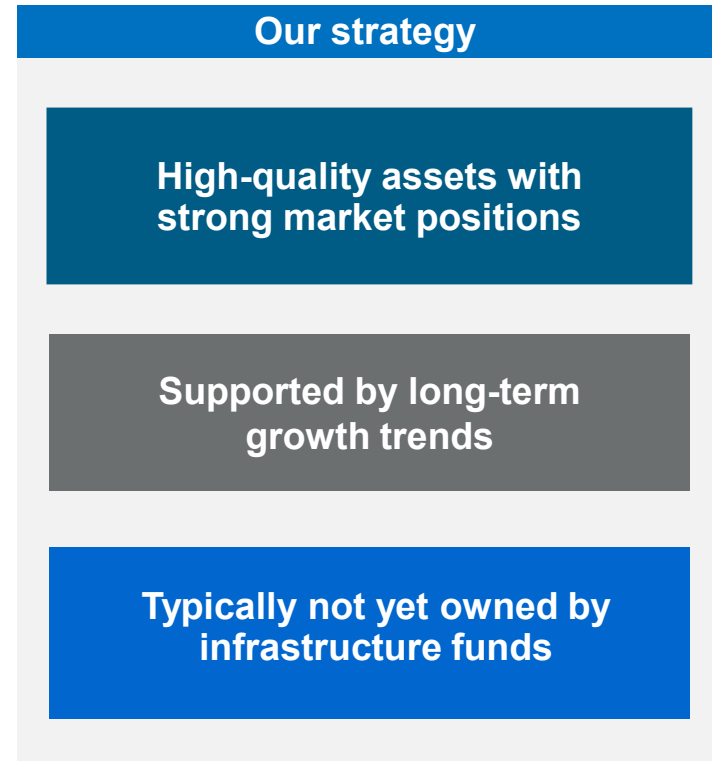 Our strategy
High-quality assets with
strong market positions
Supported by long-term
growth trends
Typically not yet owned by
infrastructure funds